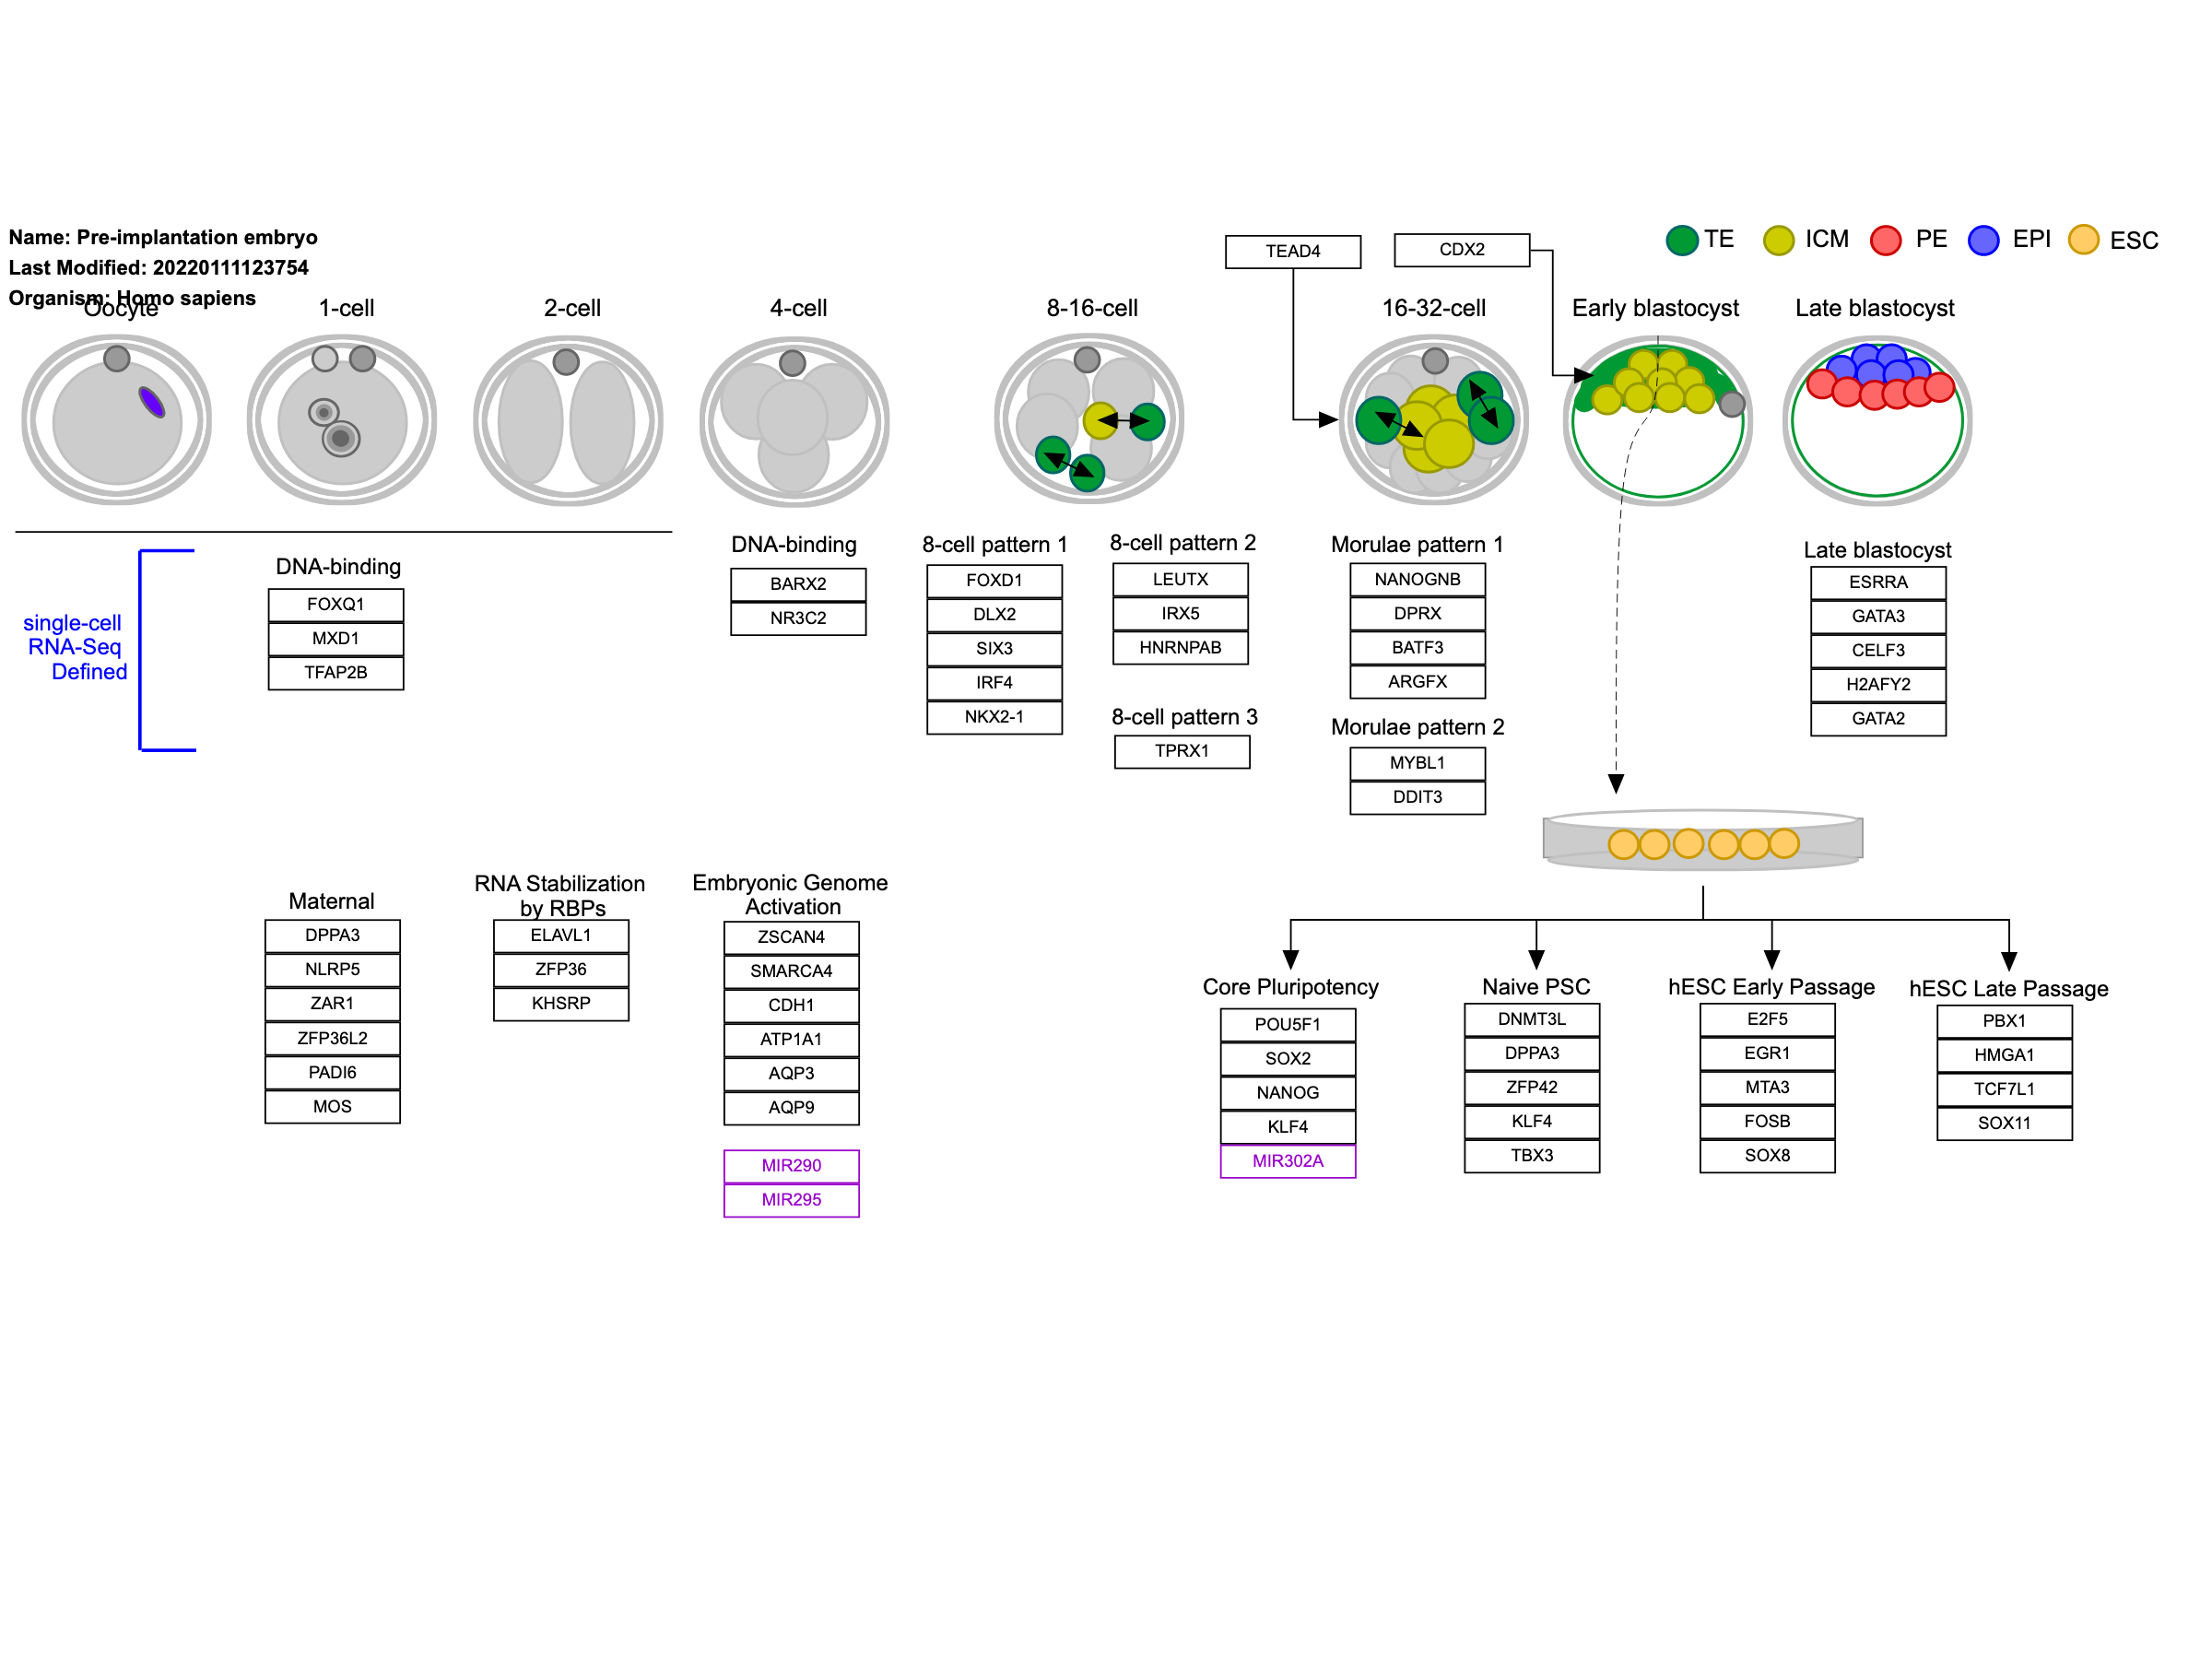 Name: Pre-implantation embryo
Last Modified: 20220111123754
Organism: Homo sapiens
TEAD4
CDX2
TE
ICM
PE
EPI
ESC
Oocyte
1-cell
2-cell
4-cell
8-16-cell
16-32-cell
Early blastocyst
Late blastocyst
single-cell
RNA-Seq
Defined
DNA-binding
FOXQ1
MXD1
TFAP2B
DNA-binding
BARX2
NR3C2
8-cell pattern 1
FOXD1
DLX2
SIX3
IRF4
NKX2-1
8-cell pattern 2
LEUTX
IRX5
HNRNPAB
8-cell pattern 3
TPRX1
Morulae pattern 1
NANOGNB
DPRX
BATF3
ARGFX
Morulae pattern 2
MYBL1
DDIT3
Late blastocyst
ESRRA
GATA3
CELF3
H2AFY2
GATA2
Maternal
DPPA3
NLRP5
ZAR1
ZFP36L2
PADI6
MOS
RNA Stabilization
by RBPs
ELAVL1
ZFP36
KHSRP
Embryonic Genome
Activation
ZSCAN4
SMARCA4
CDH1
ATP1A1
AQP3
AQP9
MIR290
MIR295
Core Pluripotency
POU5F1
SOX2
NANOG
KLF4
MIR302A
Naive PSC
DNMT3L
DPPA3
ZFP42
KLF4
TBX3
hESC Early Passage
E2F5
EGR1
MTA3
FOSB
SOX8
hESC Late Passage
PBX1
HMGA1
TCF7L1
SOX11